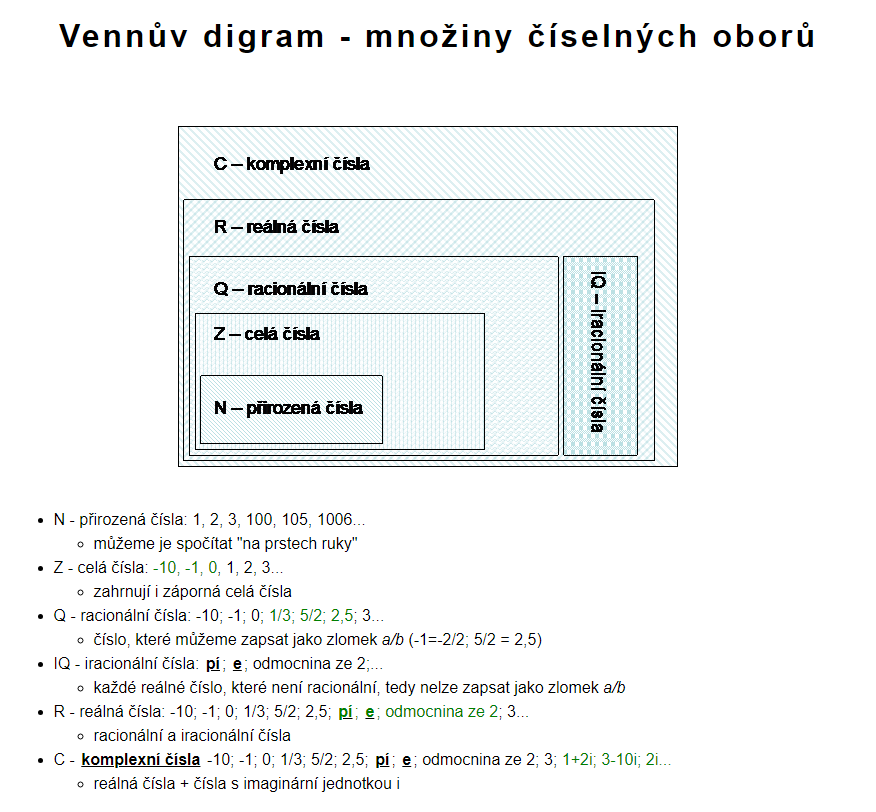 Vennův digram - množiny číselných oborů
C – komplexní čísla
R – reálná čísla
Q – racionální čísla
IQ – iracionální čísla
Z – celá čísla
N – přirozená čísla
N - přirozená čísla: 1, 2, 3, 100, 105, 1006...
můžeme je spočítat "na prstech ruky"
Z - celá čísla: -10, -1, 0, 1, 2, 3...
zahrnují i záporná celá čísla
Q - racionální čísla: -10; -1; 0; 1/3; 5/2; 2,5; 3...
číslo, které můžeme zapsat jako zlomek a/b (-1=-2/2; 5/2 = 2,5)
IQ - iracionální čísla: pí; e; odmocnina ze 2;...
každé reálné číslo, které není racionální, tedy nelze zapsat jako zlomek a/b
R - reálná čísla: -10; -1; 0; 1/3; 5/2; 2,5; pí; e; odmocnina ze 2; 3...
racionální a iracionální čísla
C - komplexní čísla -10; -1; 0; 1/3; 5/2; 2,5; pí; e; odmocnina ze 2; 3; 1+2i; 3-10i; 2i...
reálná čísla + čísla s imaginární jednotkou i